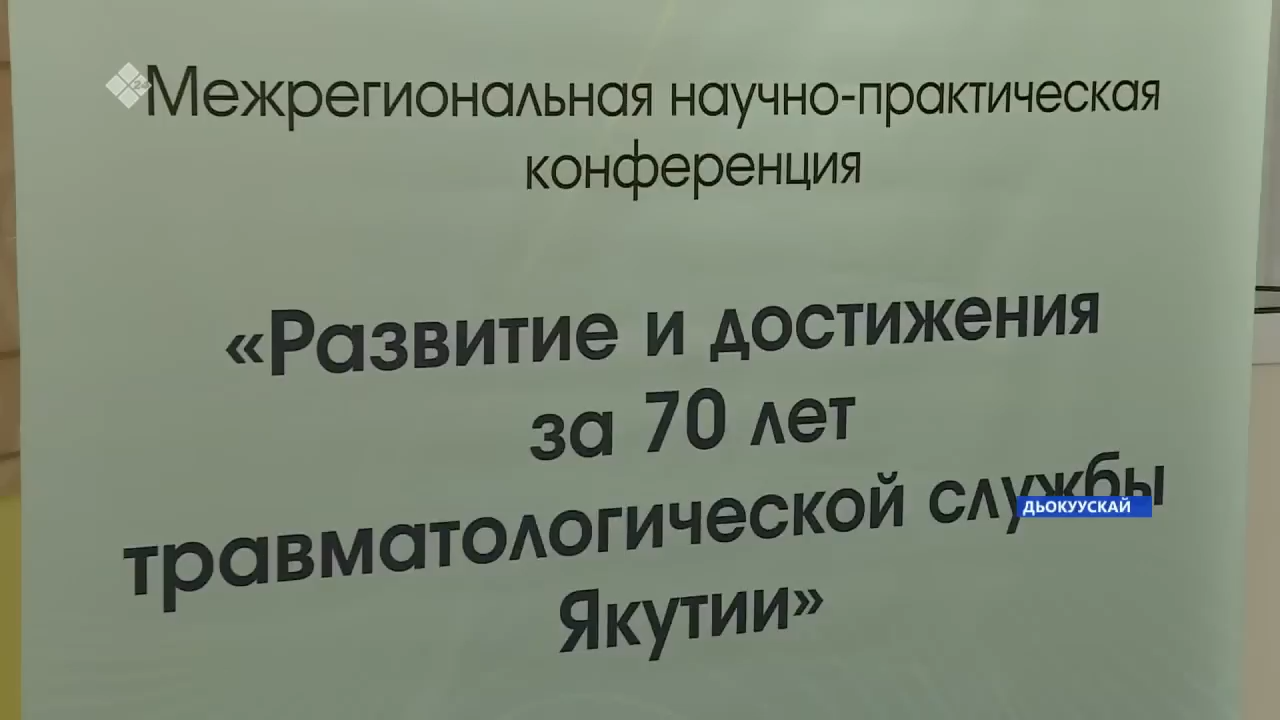 Межрегиональная научно-практическая
конференция
«Развитие и достижения
за 70 лет
травматологической службы
ДЬОКУУСКАЙ
Якутии»